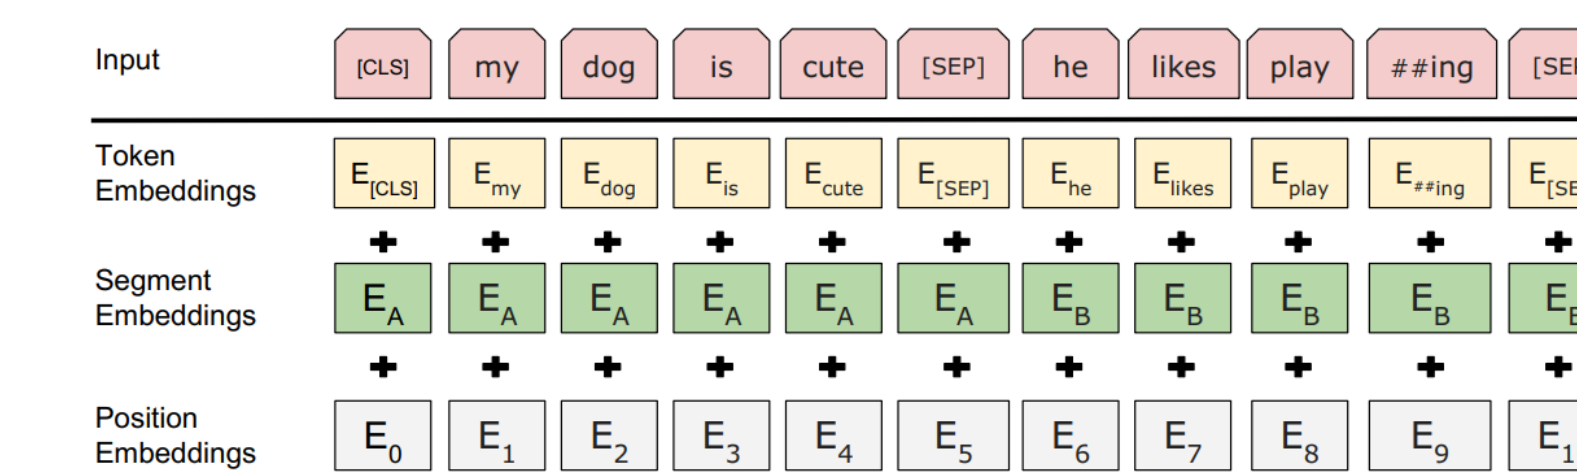 Input [CLS] my dog is cute [SEP] he likes play ##ing
Token
Embeddings
E[CLS] Emy Edog Eis Ecute E[SEP] Ehe Elikes Eplay E##ing
+ + + + + + + + + + +
Segment
Embeddings
EA EA EA EA EA EA EB EB EB EB
+ + + + + + + + + + +
Position
Embeddings
E0 E1 E2 E3 E4 E5 E6 E7 E8 E9